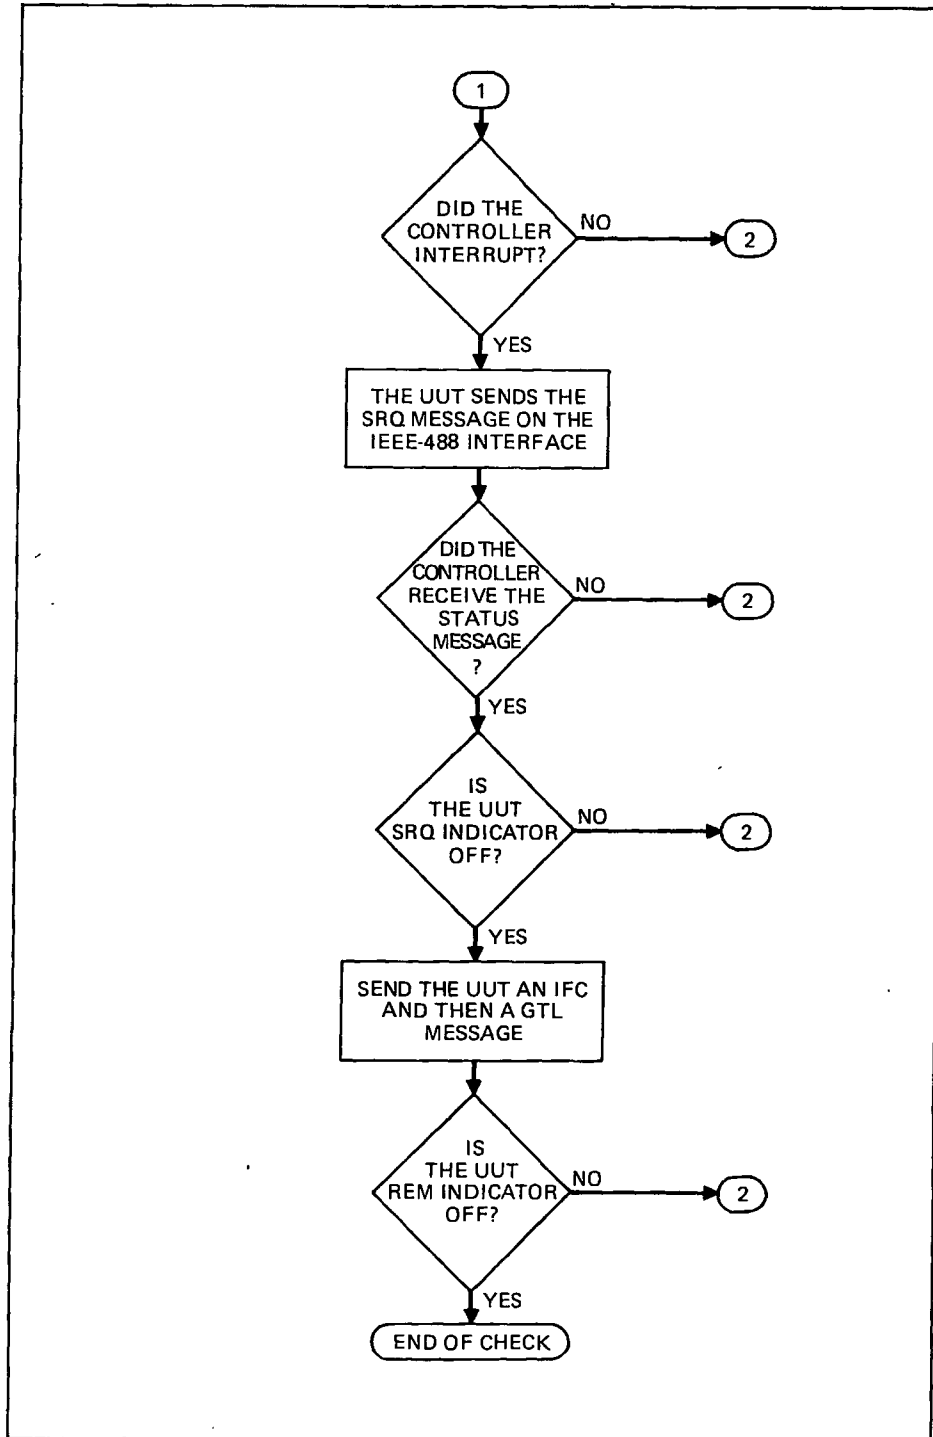 1
DID THE
CONTROLLER
INTERRUPT?
NO
2
YES
THE UUT SENDS THE
SRQ MESSAGE ON THE
IEEE-488 INTERFACE
DID THE
CONTROLLER
RECEIVE THE
STATUS
MESSAGE
?
NO
2
YES
IS
THE UUT
SRQ INDICATOR
OFF?
NO
2
YES
SEND THE UUT AN IFC
AND THEN A GTL
MESSAGE
IS
THE UUT
REM INDICATOR
OFF?
NO
2
YES
END OF CHECK